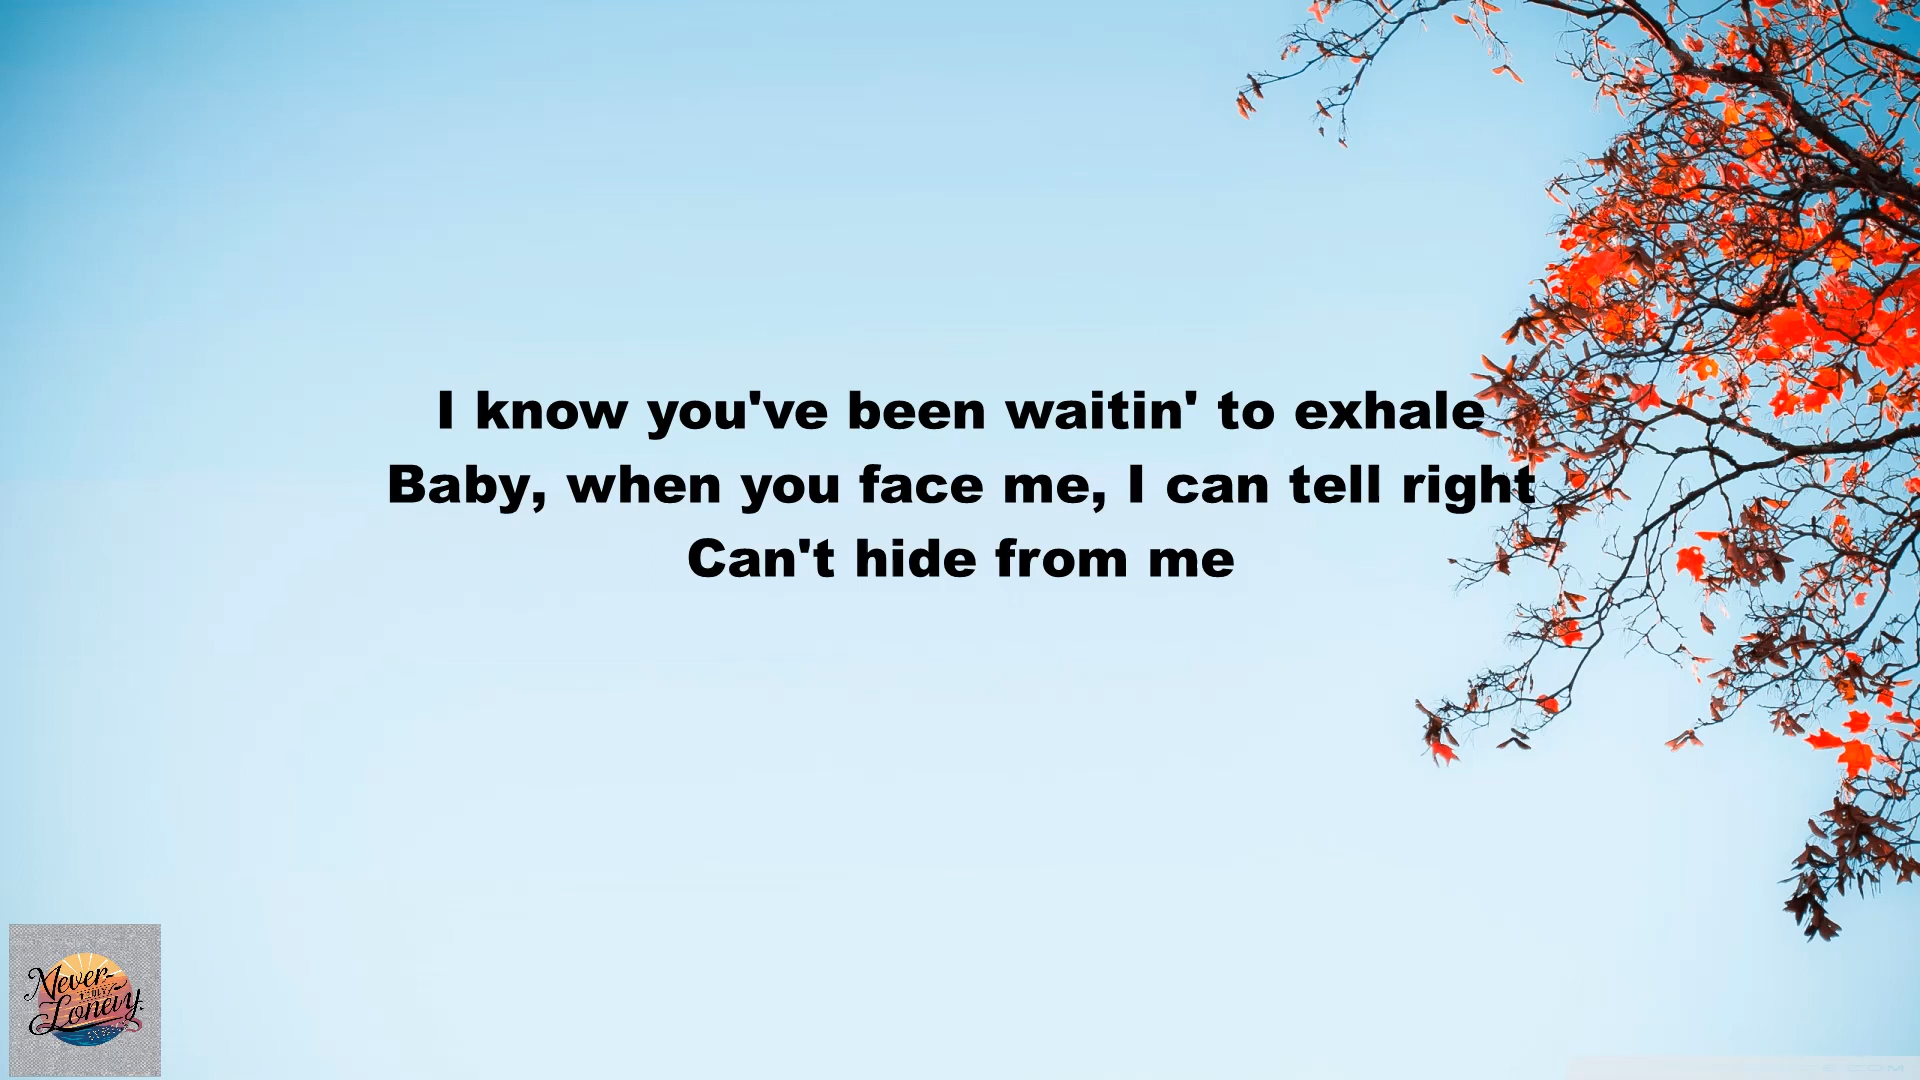 I know you've been waitin' to exhale
Baby, when you face me, I can tell right
Can't hide from me
Never
Lonely